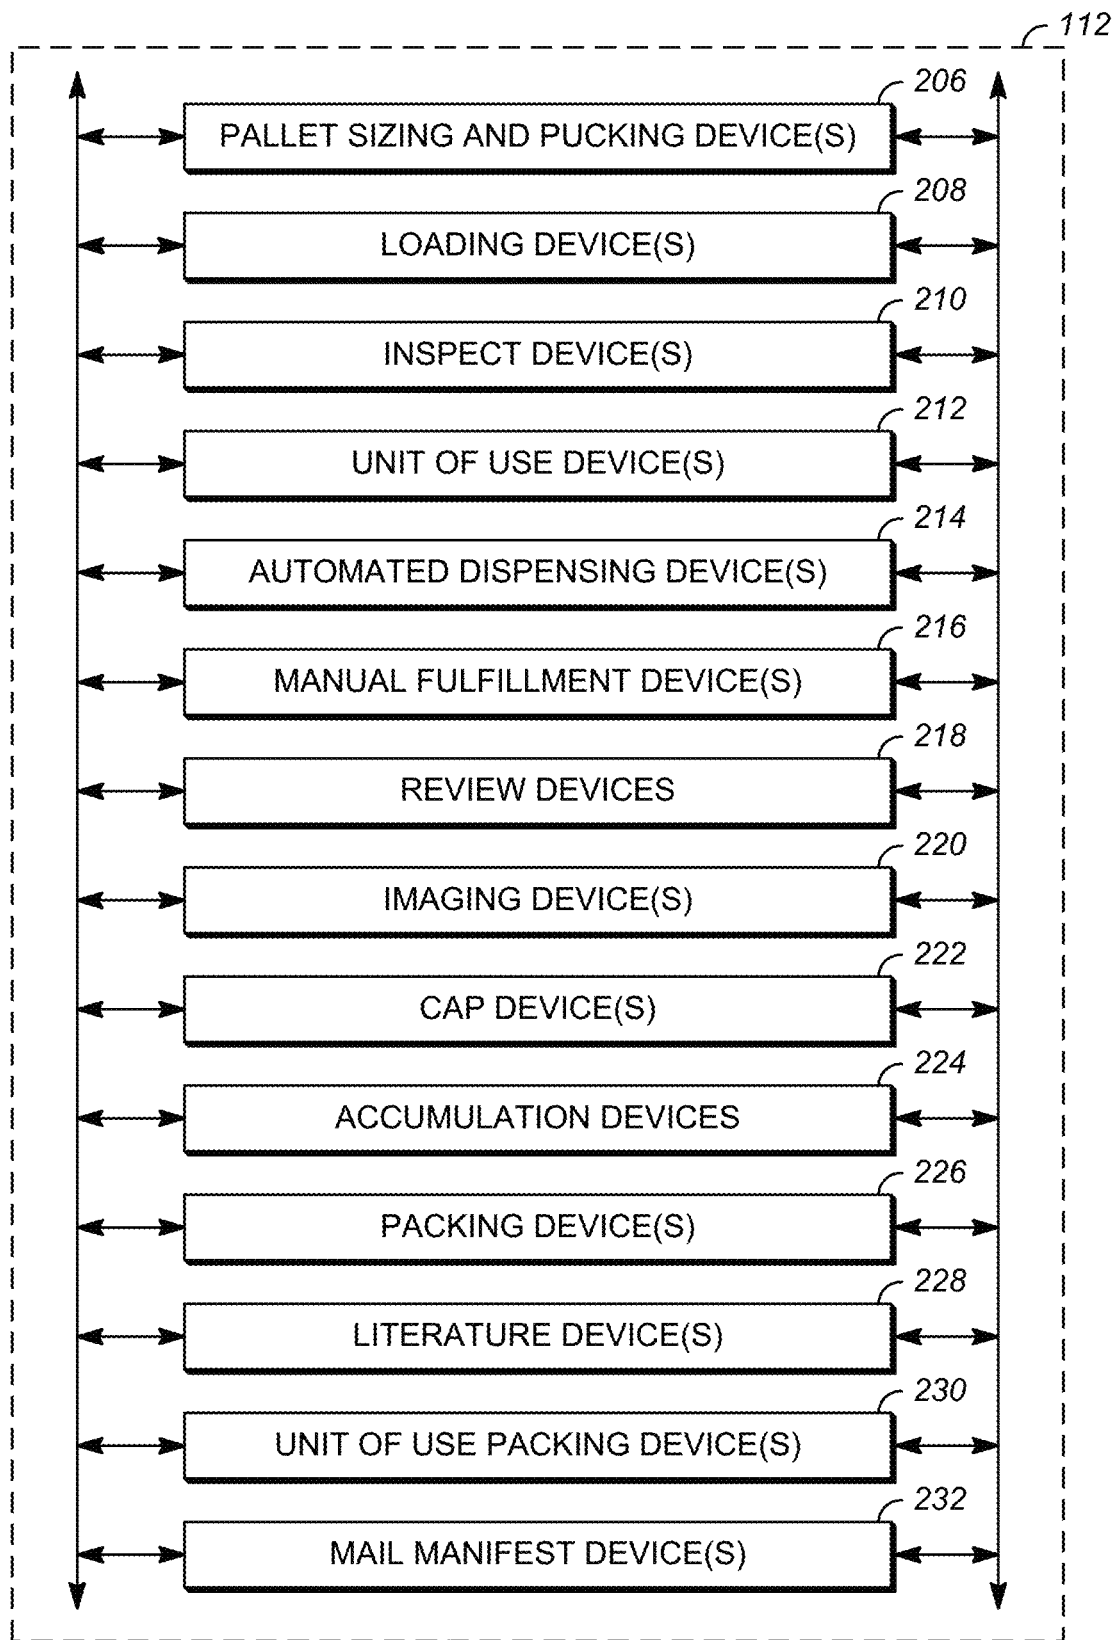 112
206
PALLET SIZING AND PUCKING DEVICE(S)
208
LOADING DEVICE(S)
210
INSPECT DEVICE(S)
212
UNIT OF USE DEVICE(S)
214
AUTOMATED DISPENSING DEVICE(S)
216
MANUAL FULFILLMENT DEVICE(S)
218
REVIEW DEVICES
220
IMAGING DEVICE(S)
222
CAP DEVICE(S)
224
ACCUMULATION DEVICES
226
PACKING DEVICE(S)
228
LITERATURE DEVICE(S)
230
UNIT OF USE PACKING DEVICE(S)
232
MAIL MANIFEST DEVICE(S)